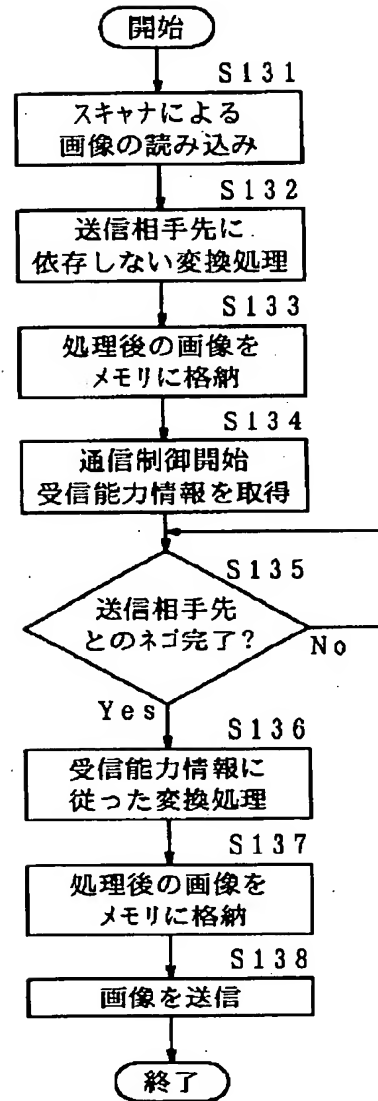 開始
S131
スキャナによる
画像の読み込み
S132
送信相手先に
依存しない変換処理
S133
処理後の画像を
メモリに格納
S134
通信制御開始
受信能力情報を取得
S135
送信相手先
とのネゴ完了?
No
Yes
S136
受信能力情報に
従った変換処理
S137
処理後の画像を
メモリに格納
S138
画像を送信
終了